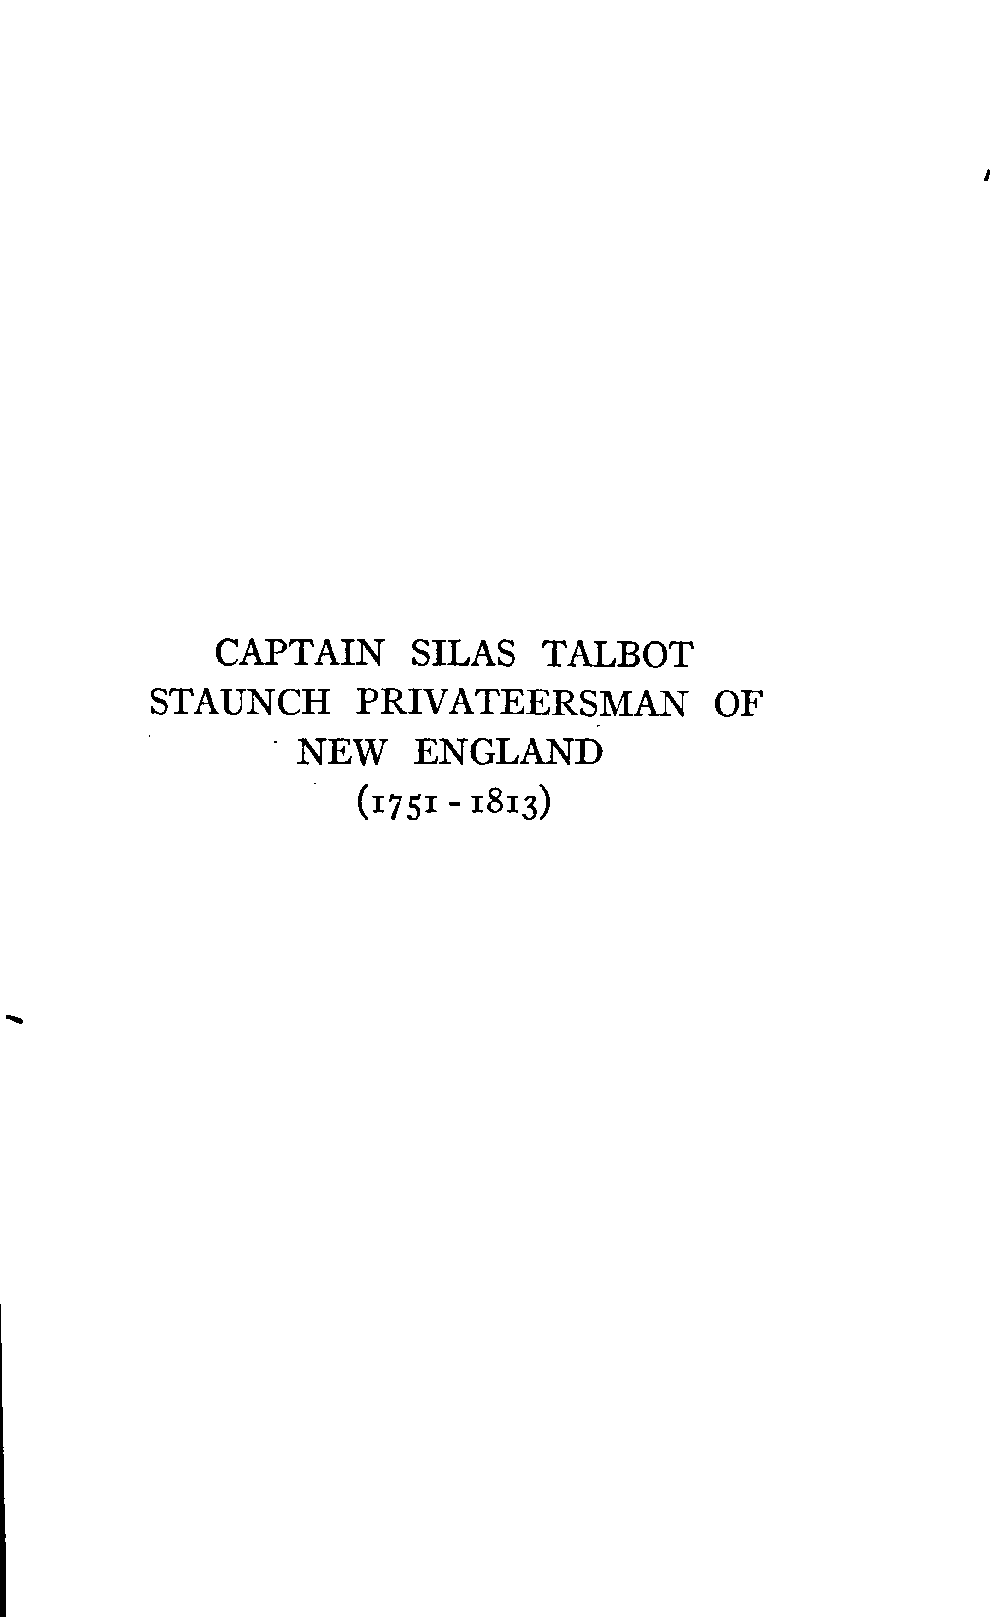 CAPTAIN SILAS TALBOT
STAUNCH PRIVATEERSMAN OF
NEW ENGLAND
(1751 - 1813)